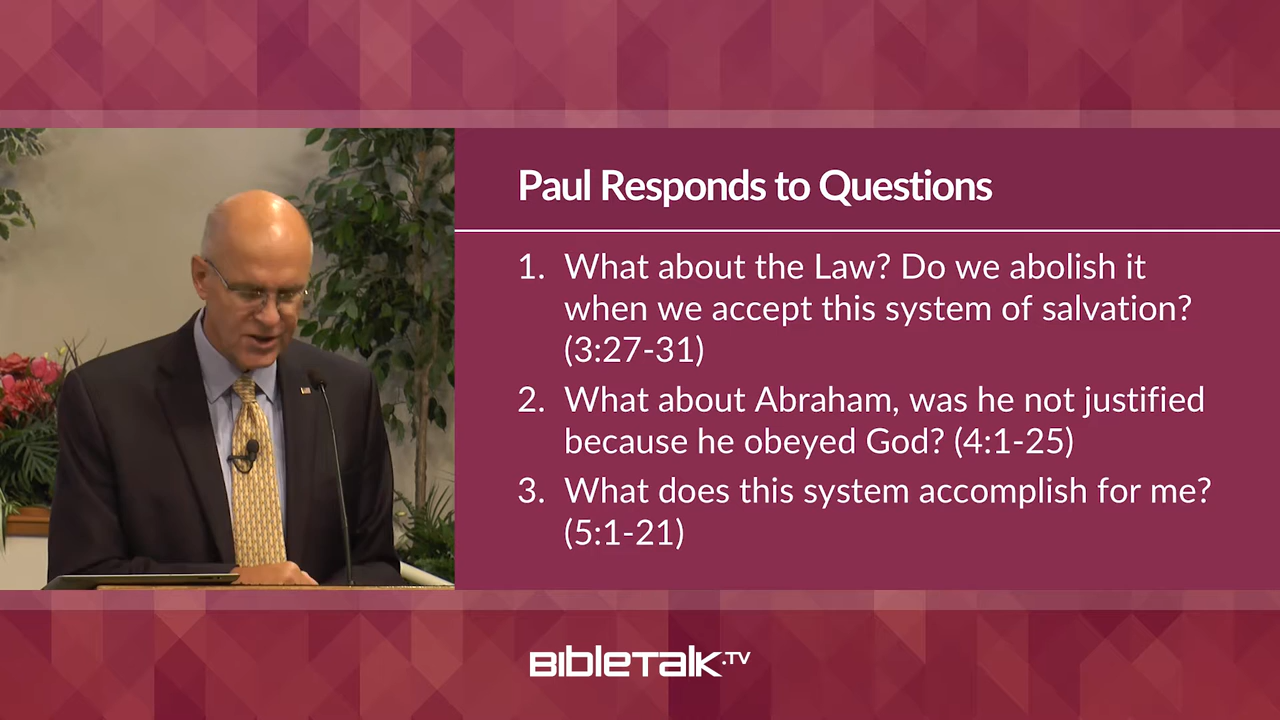 Paul Responds to Questions
1. What about the Law? Do we abolish it
when we accept this system of salvation?
(3:27-31)
2. What about Abraham, was he not justified
because he obeyed God? (4:1-25)
3. What does this system accomplish for me?
(5:1-21)
BIBLETALK.TV